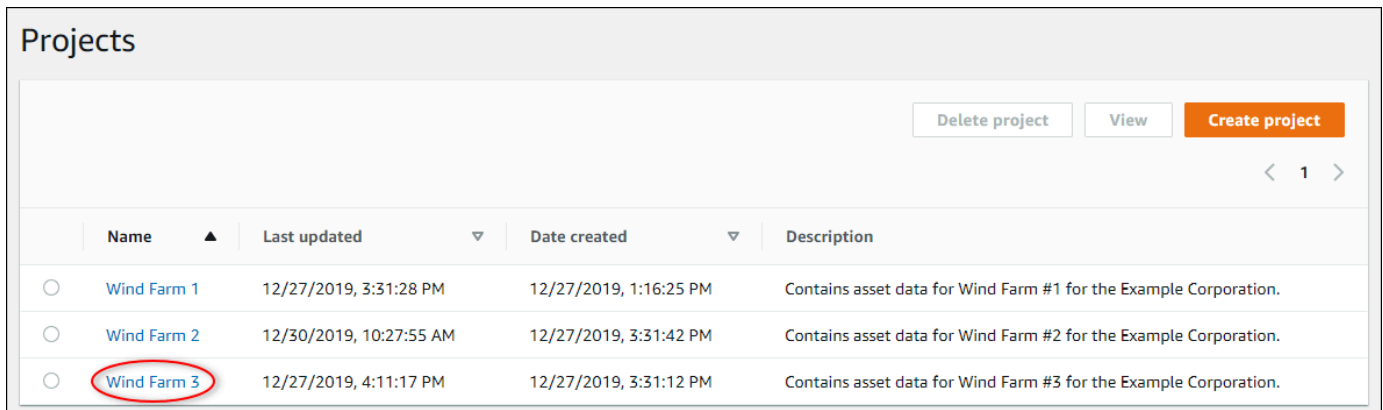 Projects
Delete project View Create project
1
Name Last updated Date created Description
Wind Farm 1 12/27/2019, 3:31:28 PM 12/27/2019, 1:16:25 PM Contains asset data for Wind Farm #1 for the Example Corporation.
Wind Farm 2 12/30/2019, 10:27:55 AM 12/27/2019, 3:31:42 PM Contains asset data for Wind Farm #2 for the Example Corporation.
Wind Farm 3 12/27/2019, 4:11:17 PM 12/27/2019, 3:31:12 PM Contains asset data for Wind Farm #3 for the Example Corporation.